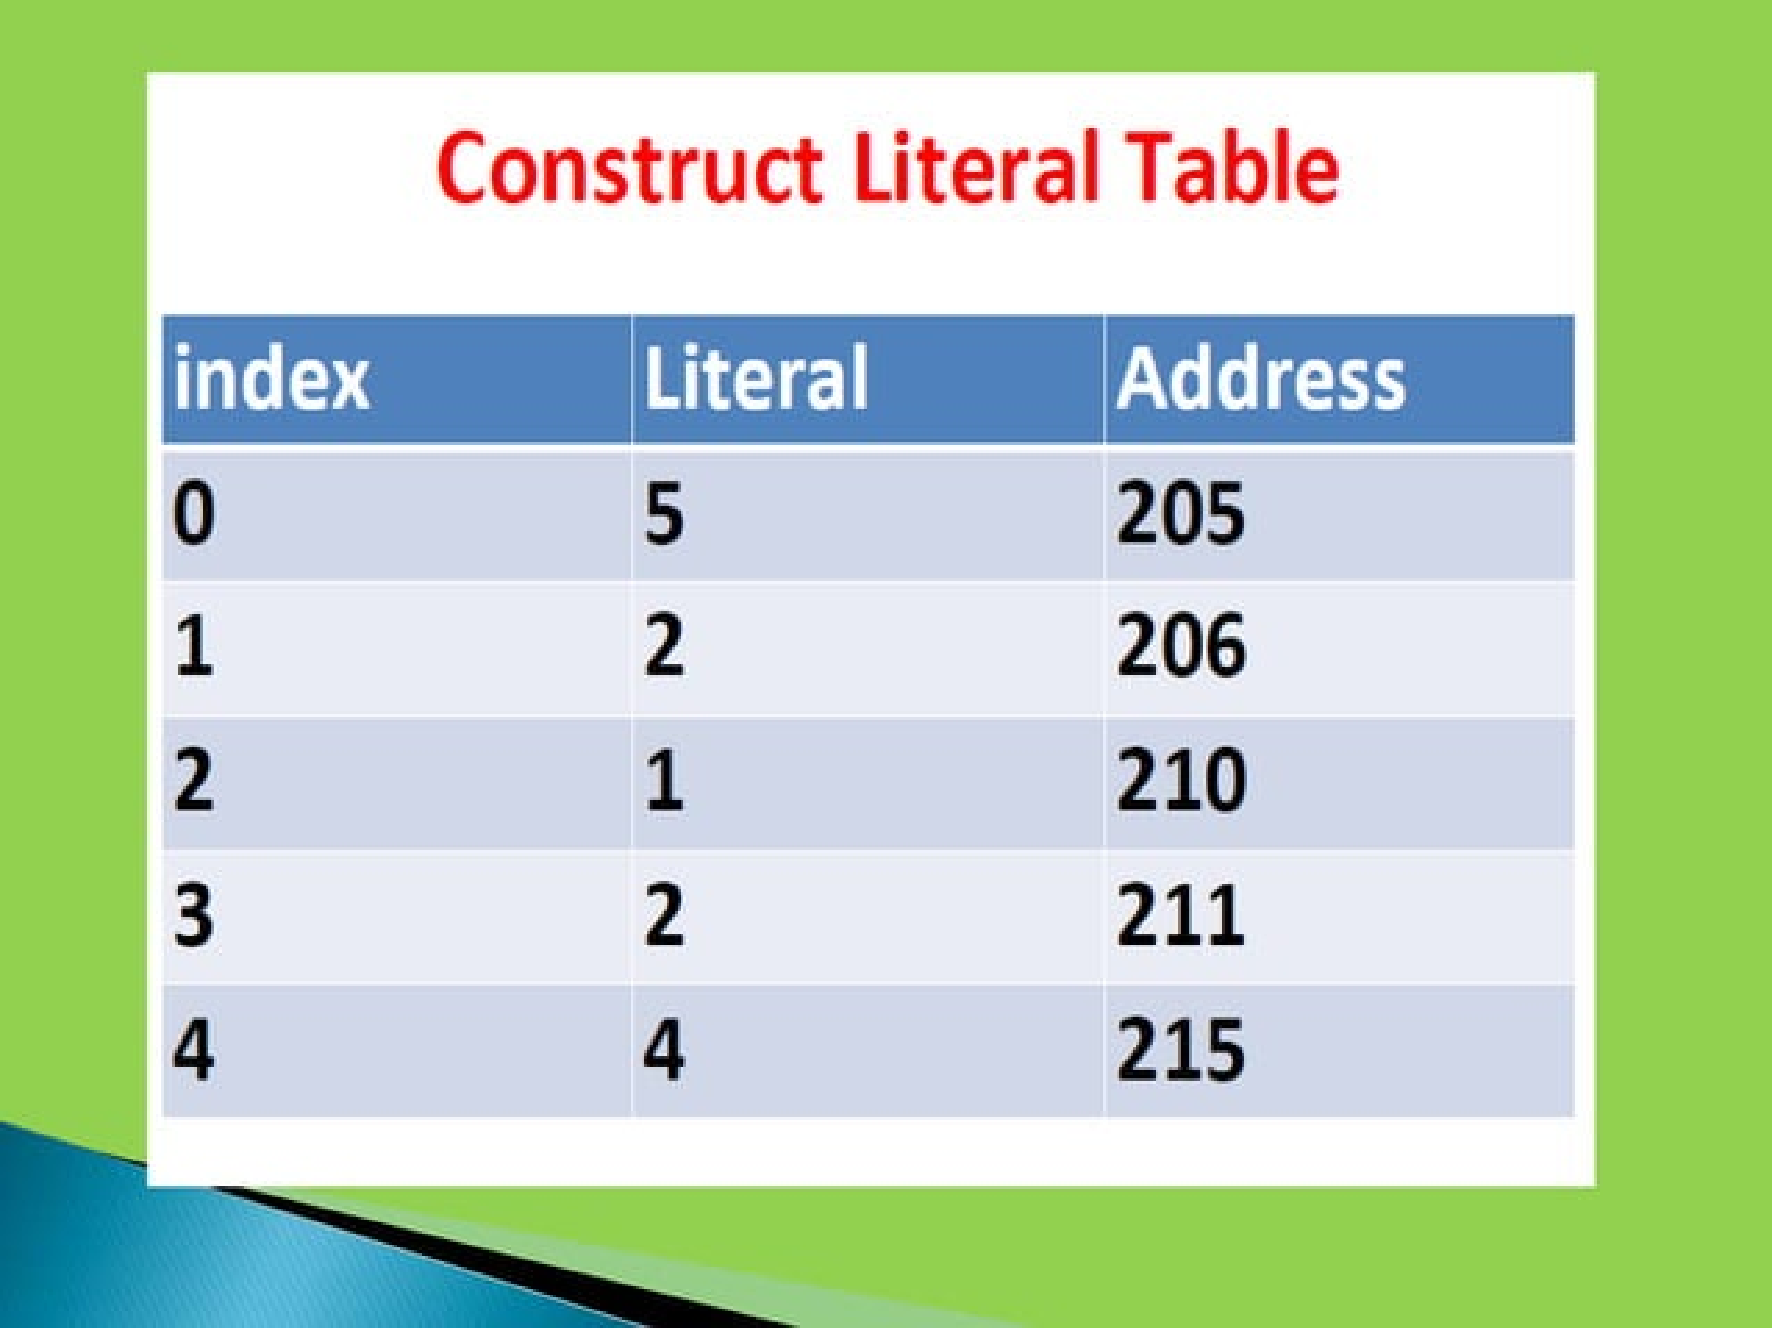 Construct Literal Table
index Literal Address
0 5 205
1 2 206
2 1 210
3 2 211
4 4 215